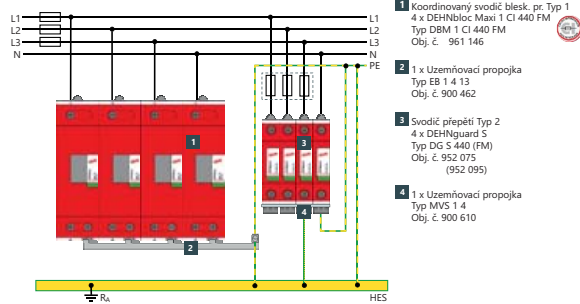 L1
L2
L3
N
L1
L2
L3
N
PE
1
2
3
4
RA
HES
1 Koordinovaný svodič blesk. pr. Typ 1
4 x DEHNbloc Maxi 1 CI 440 FM
Typ DBM 1 CI 440 FM
Obj. č. 961 146
2 1 x Uzemňovací propojka
Typ EB 1 4 13
Obj. č. 900 462
3 Svodič přepětí Typ 2
4 x DEHNguard S
Typ DG S 440 (FM)
Obj. č. 952 075
(952 095)
4 1 x Uzemňovací propojka
Typ MVS 1 4
Obj. č. 900 610